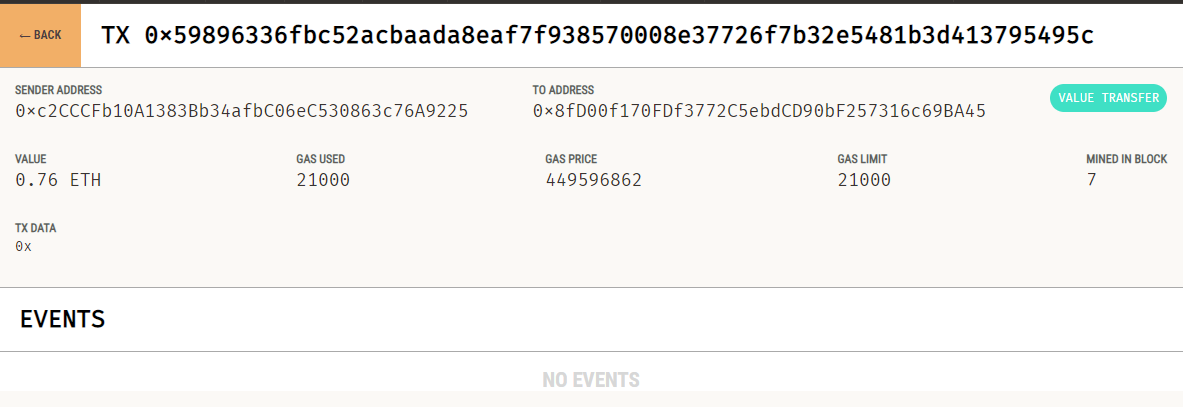 ← BACK
TX 0×59896336fbc52acbaada8eaf7f938570008e37726f7b32e5481b3d413795495c
SENDER ADDRESS
0×c2CCCFb10A1383Bb34afbC06eC530863c76A9225
TO ADDRESS
0×8fD00f170FDf3772C5ebdCD90bF257316c69BA45
VALUE TRANSFER
VALUE
0.76 ETH
GAS USED
21000
GAS PRICE
449596862
GAS LIMIT
21000
MINED IN BLOCK
7
TX DATA
0x
EVENTS
NO EVENTS